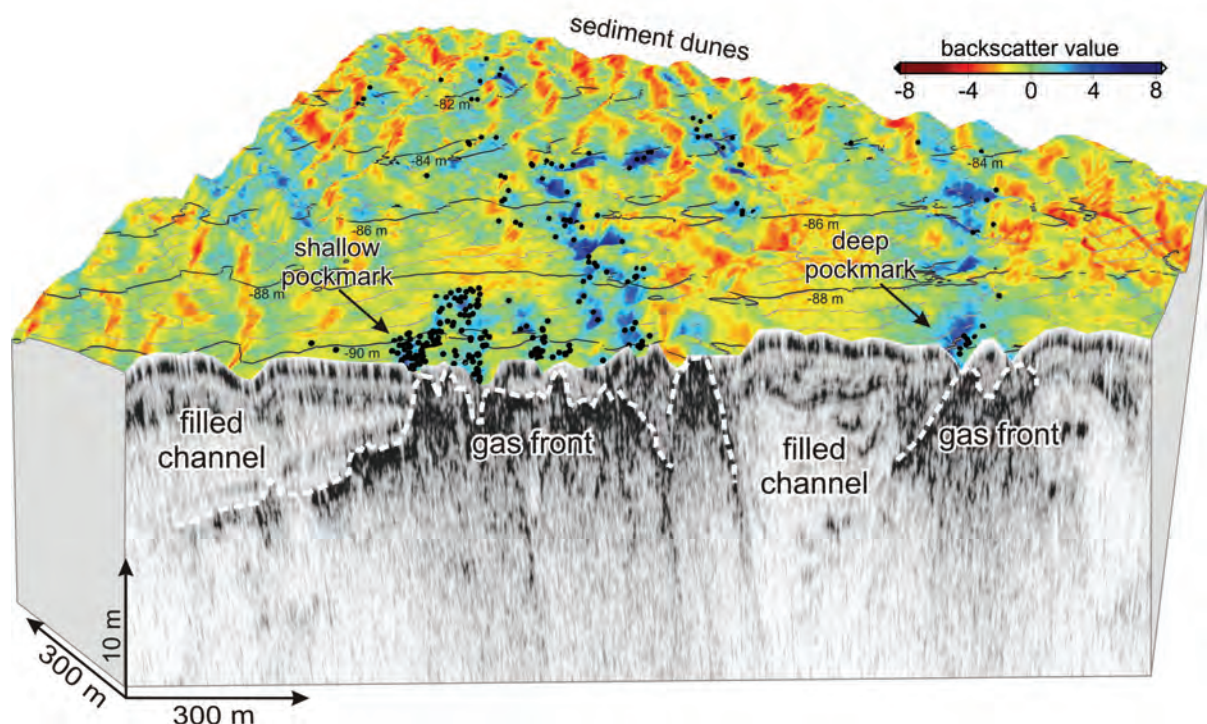 sediment dunes
backscatter value
-8 -4 0 4 8
-82 m
-84 m
-84 m
-86 m
-86 m
shallow
pockmark
deep
pockmark
-88 m
-88 m
-90 m
filled
channel
gas front
filled
channel
gas front
10 m
300 m
300 m